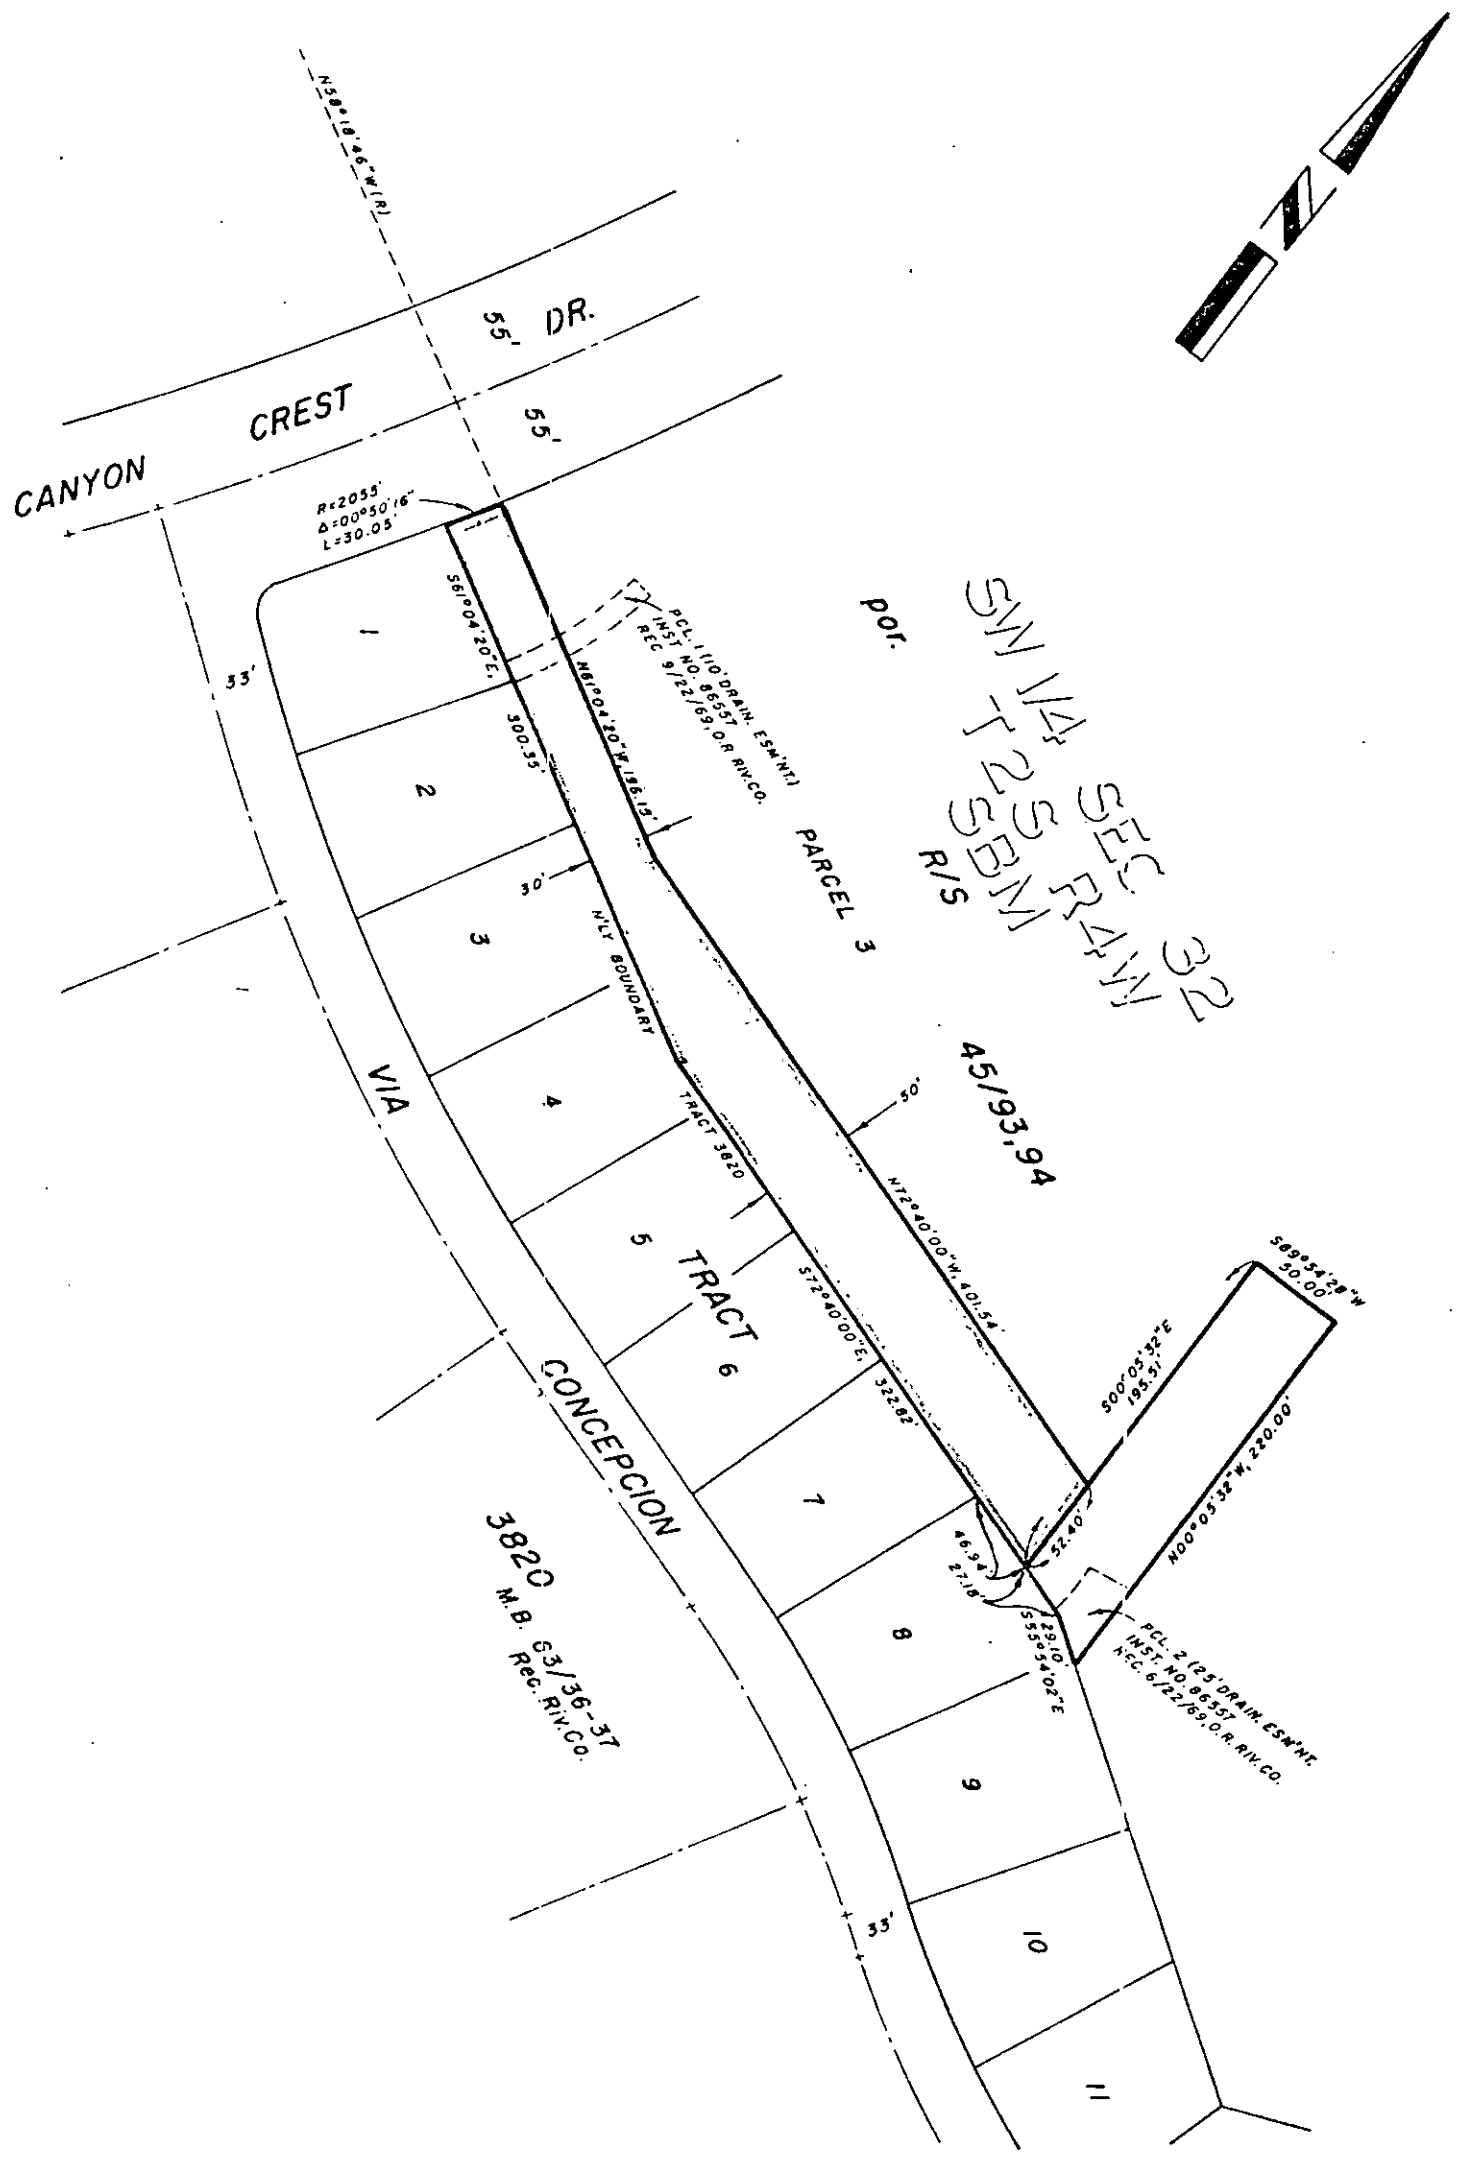 N58°18'46"W(R)
55' DR.
CANYON CREST
55'
R=2055'
Δ=00°50'16"
L=30.05'
S61°04'20"E,
300.35'
PCL. 1 (10' DRAIN. ESM'NT.)
INST NO. 86557
REC 9/22/69, O.R. RIV.CO.
N61°04'20"W, 196.15'
por.
SW 1/4 SEC 32
T2S R4W
SBM
R/S
45/93,94
PARCEL 3
33'
1
2
3
4
5
6
7
8
9
10
11
30'
N'LY BOUNDARY
TRACT 3820
50'
N72°40'00"W, 401.54'
S72°40'00"E,
322.82'
S89°54'28"W
50.00'
S00°05'32"E
195.51'
N00°05'32"W, 220.00'
52.40'
46.94'
27.18'
29.10'
S55°54'02"E
PCL. 2 (25' DRAIN. ESM'NT.
INST. NO. 86557
REC. 6/22/69, O.R. RIV.CO.
VIA CONCEPCION
TRACT
3820
M.B. 63/36-37
Rec. Riv. Co.
33'